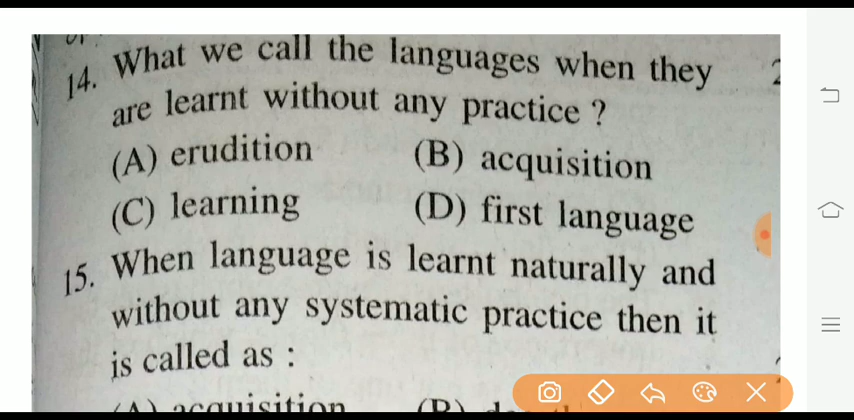 14. What we call the languages when they
are learnt without any practice ?
(A) erudition (B) acquisition
(C) learning (D) first language
15. When language is learnt naturally and
without any systematic practice then it
is called as :
(A) acquisition (B)